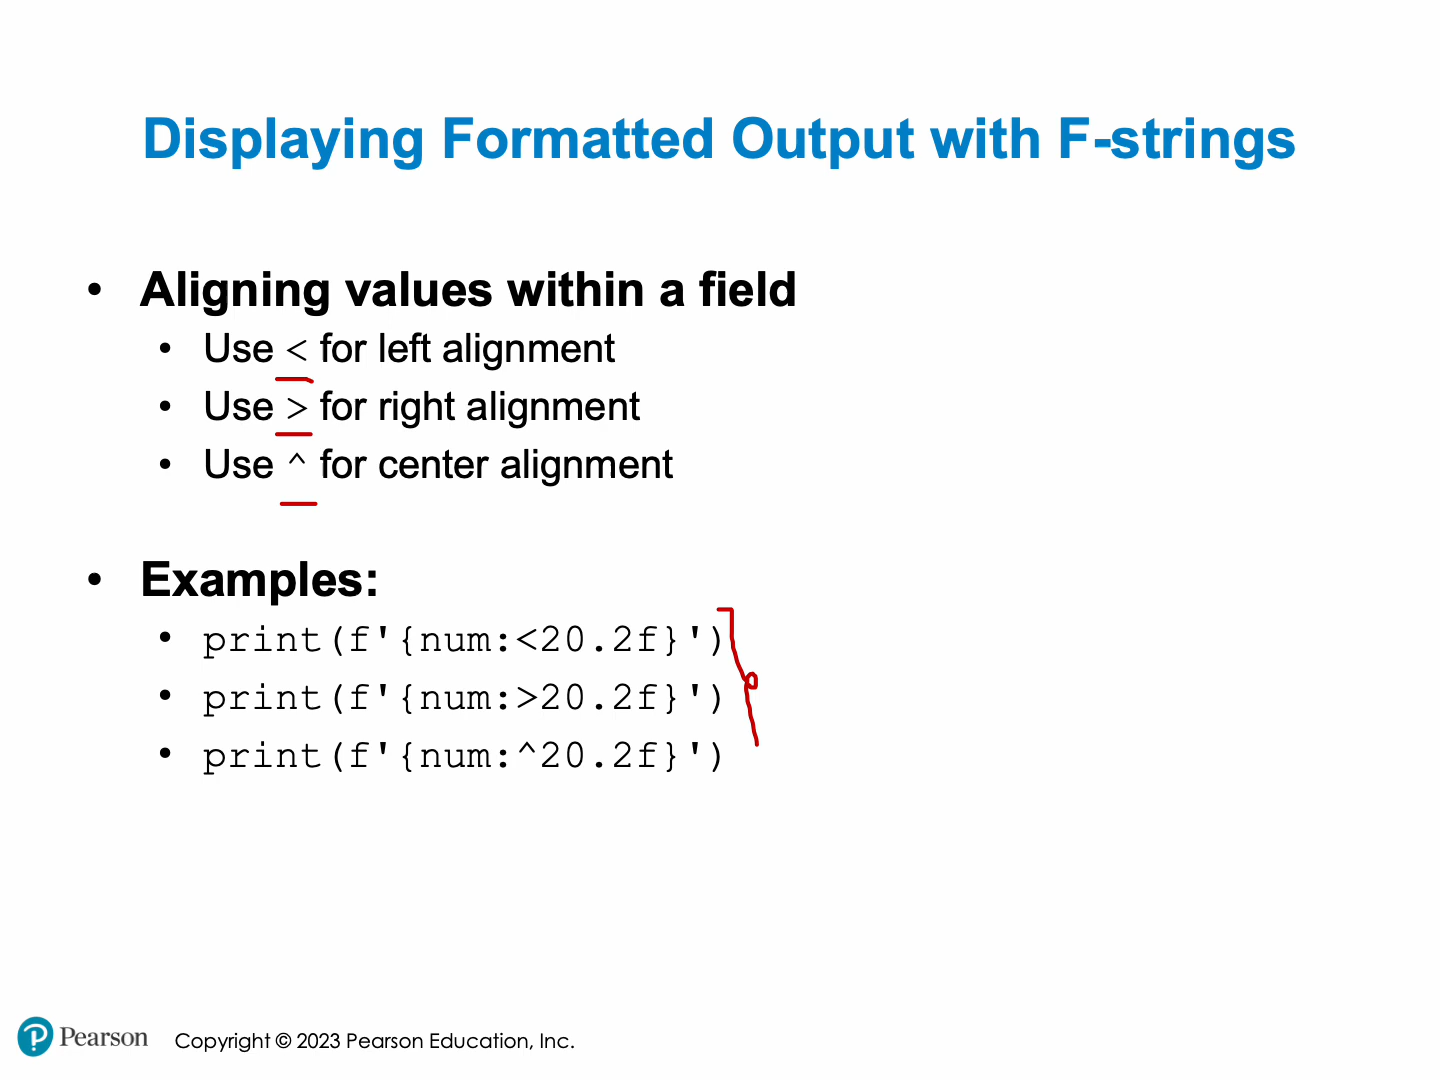 Displaying Formatted Output with F-strings
• Aligning values within a field
• Use < for left alignment
• Use > for right alignment
• Use ^ for center alignment
• Examples:
• print(f'{num:<20.2f}')
• print(f'{num:>20.2f}')
• print(f'{num:^20.2f}')
Pearson
Copyright © 2023 Pearson Education, Inc.